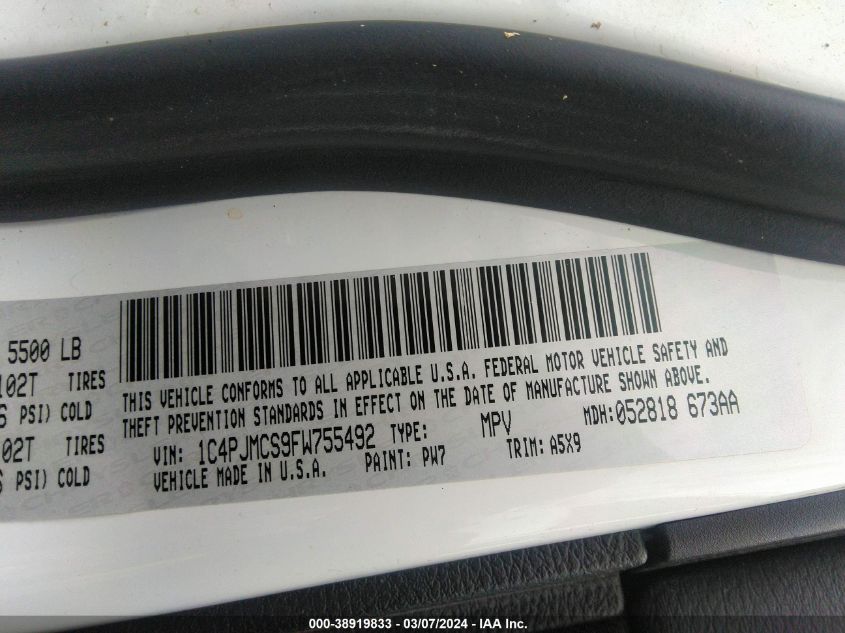 5500 LB
102T TIRES
PSI) COLD
02T TIRES
PSI) COLD
THIS VEHICLE CONFORMS TO ALL APPLICABLE U.S.A. FEDERAL MOTOR VEHICLE SAFETY AND
THEFT PREVENTION STANDARDS IN EFFECT ON THE DATE OF MANUFACTURE SHOWN ABOVE.
VIN: 1C4PJMCS9FW755492 TYPE: MPV MDH:052818 673AA
VEHICLE MADE IN U.S.A. PAINT: PW7 TRIM: A5X9
000-38919833 - 03/07/2024 - IAA Inc.